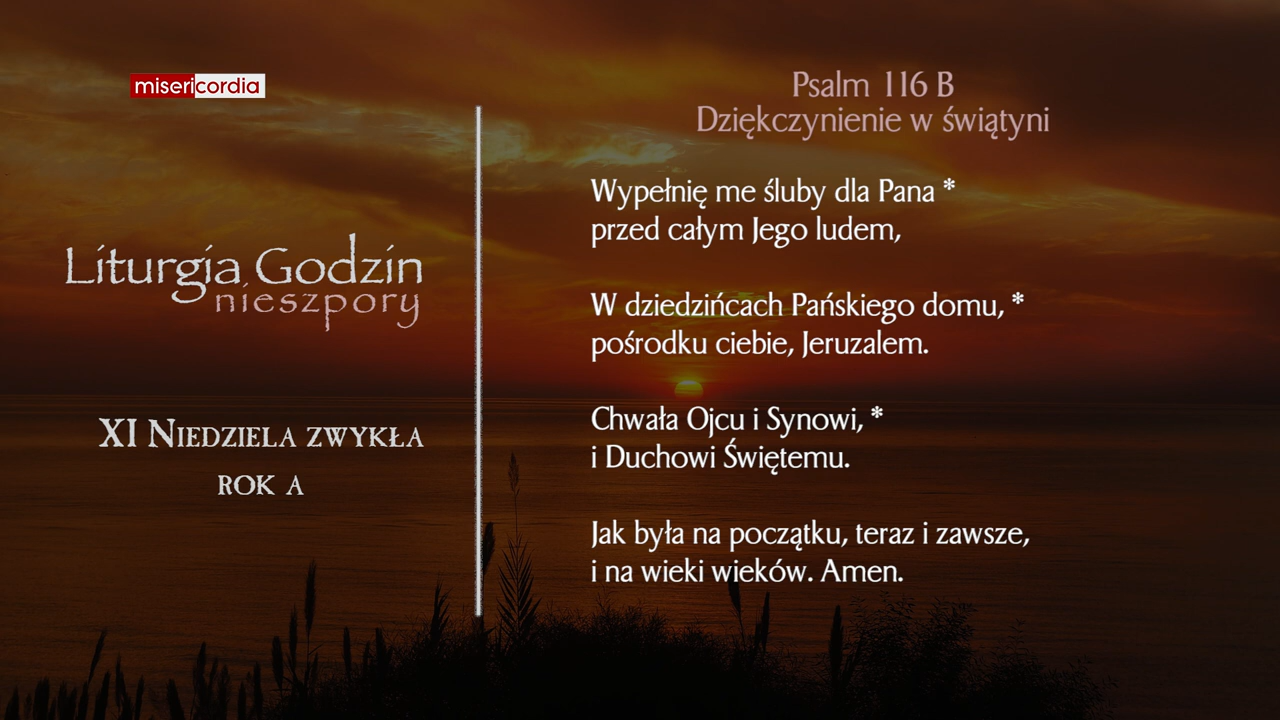 misericordia
Liturgia Godzin
nieszpory
XI Niedziela zwykła
rok a
Psalm 116 B
Dziękczynienie w świątyni
Wypełnię me śluby dla Pana *
przed całym Jego ludem,
W dziedzińcach Pańskiego domu, *
pośrodku ciebie, Jeruzalem.
Chwała Ojcu i Synowi, *
i Duchowi Świętemu.
Jak była na początku, teraz i zawsze,
i na wieki wieków. Amen.